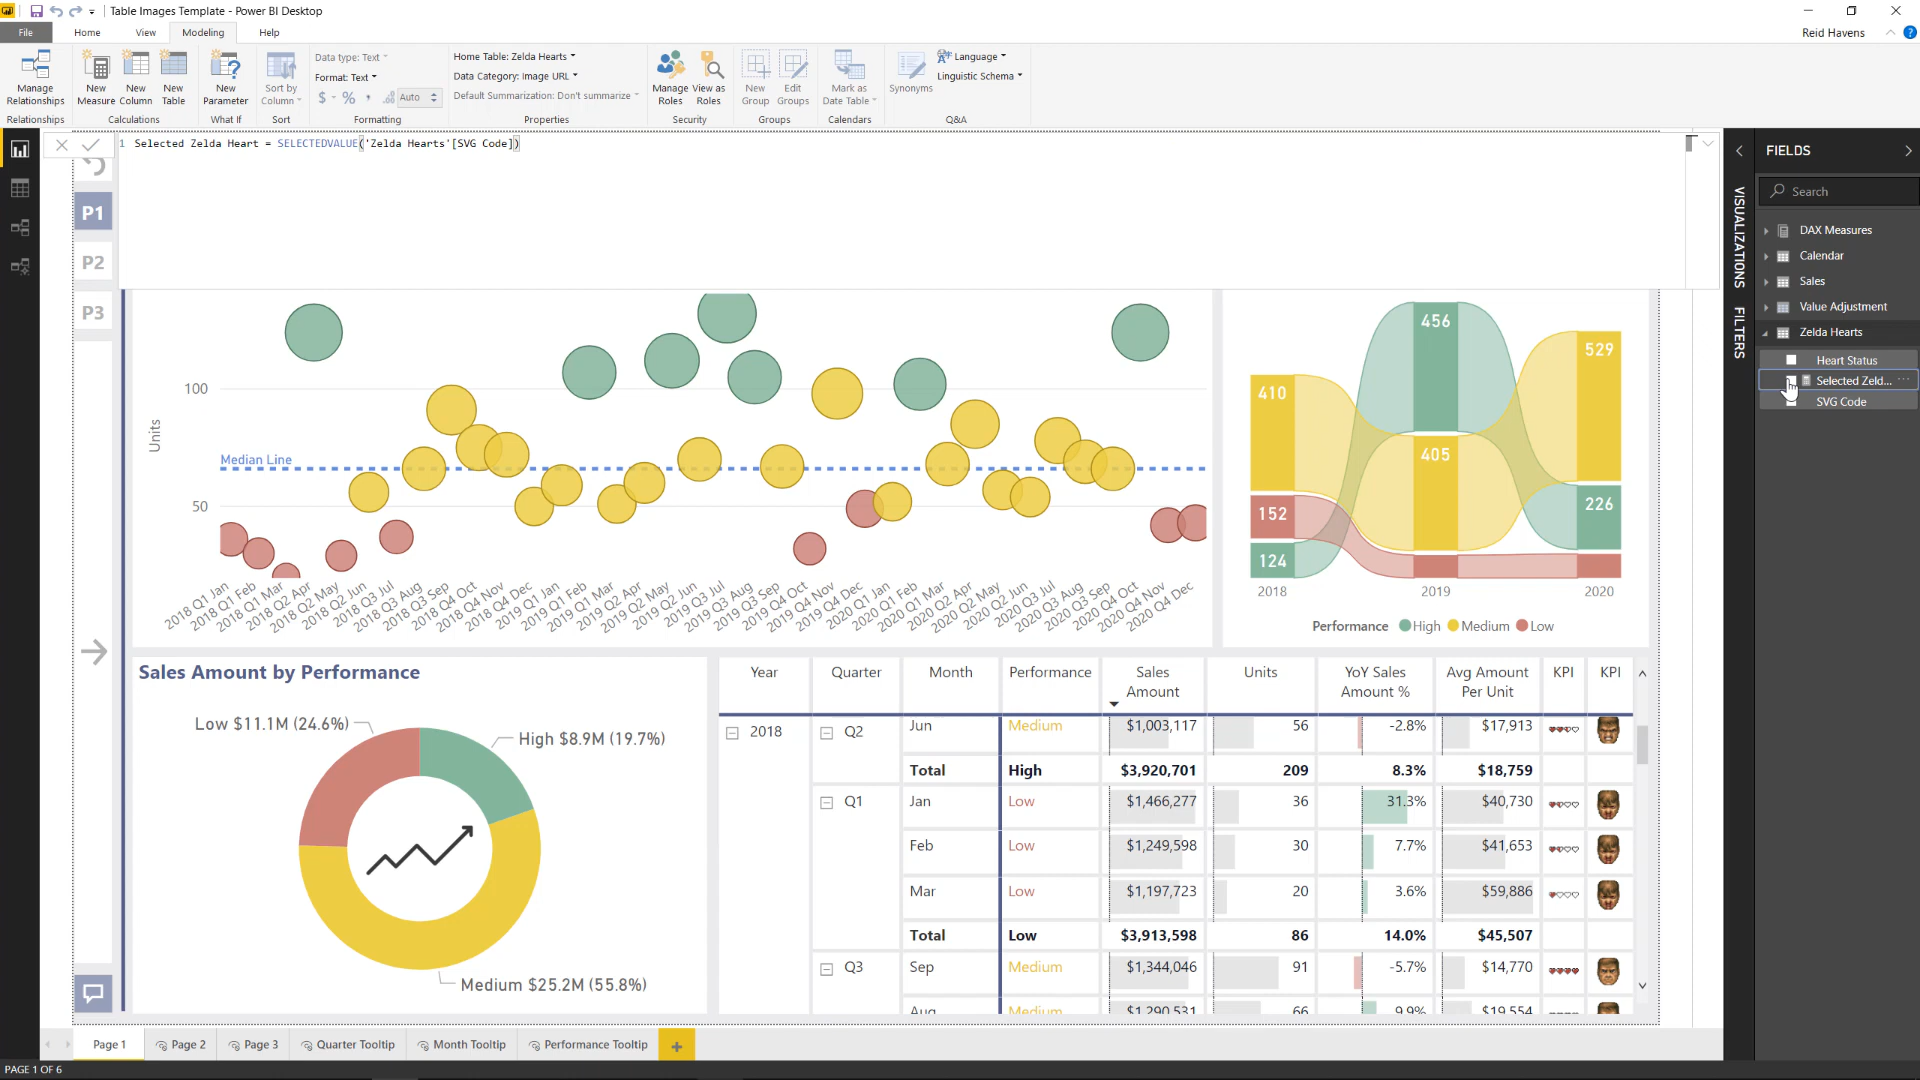 Table Images Template - Power BI Desktop
File
Home
View
Modeling
Help
Reid Havens
?
Manage Relationships
New Measure
New Column
New Table
New Parameter
Sort by Column
Data type: Text
Format: Text
$
%
Auto
Home Table: Zelda Hearts
Data Category: Image URL
Default Summarization: Don't summarize
Manage Roles
View as Roles
New Group
Edit Groups
Mark as Date Table
Synonyms
Language
Linguistic Schema
Relationships
Calculations
What If
Sort
Formatting
Properties
Security
Groups
Calendars
Q&A
1 Selected Zelda Heart = SELECTEDVALUE('Zelda Hearts'[SVG Code])
P1
P2
P3
Units
100
50
Median Line
2018 Q1 Jan
2018 Q1 Feb
2018 Q1 Mar
2018 Q2 Apr
2018 Q2 May
2018 Q2 Jun
2018 Q3 Jul
2018 Q3 Aug
2018 Q3 Sep
2018 Q4 Oct
2018 Q4 Nov
2018 Q4 Dec
2019 Q1 Jan
2019 Q1 Feb
2019 Q1 Mar
2019 Q2 Apr
2019 Q2 May
2019 Q2 Jun
2019 Q3 Jul
2019 Q3 Aug
2019 Q3 Sep
2019 Q4 Oct
2019 Q4 Nov
2019 Q4 Dec
2020 Q1 Jan
2020 Q1 Feb
2020 Q1 Mar
2020 Q2 Apr
2020 Q2 May
2020 Q2 Jun
2020 Q3 Jul
2020 Q3 Aug
2020 Q3 Sep
2020 Q4 Oct
2020 Q4 Nov
2020 Q4 Dec
410
152
124
456
405
529
226
2018
2019
2020
Performance High Medium Low
Sales Amount by Performance
Low $11.1M (24.6%)
High $8.9M (19.7%)
Medium $25.2M (55.8%)
Year Quarter Month Performance Sales Amount Units YoY Sales Amount % Avg Amount Per Unit KPI KPI
2018 Q2 Jun Medium $1,003,117 56 -2.8% $17,913
Total High $3,920,701 209 8.3% $18,759
Q1 Jan Low $1,466,277 36 31.3% $40,730
Feb Low $1,249,598 30 7.7% $41,653
Mar Low $1,197,723 20 3.6% $59,886
Total Low $3,913,598 86 14.0% $45,507
Q3 Sep Medium $1,344,046 91 -5.7% $14,770
Aug Medium $1,290,531 66 9.9% $19,554
VISUALIZATIONS
FILTERS
FIELDS
Search
DAX Measures
Calendar
Sales
Value Adjustment
Zelda Hearts
Heart Status
Selected Zeld...
SVG Code
Page 1
Page 2
Page 3
Quarter Tooltip
Month Tooltip
Performance Tooltip
+
PAGE 1 OF 6